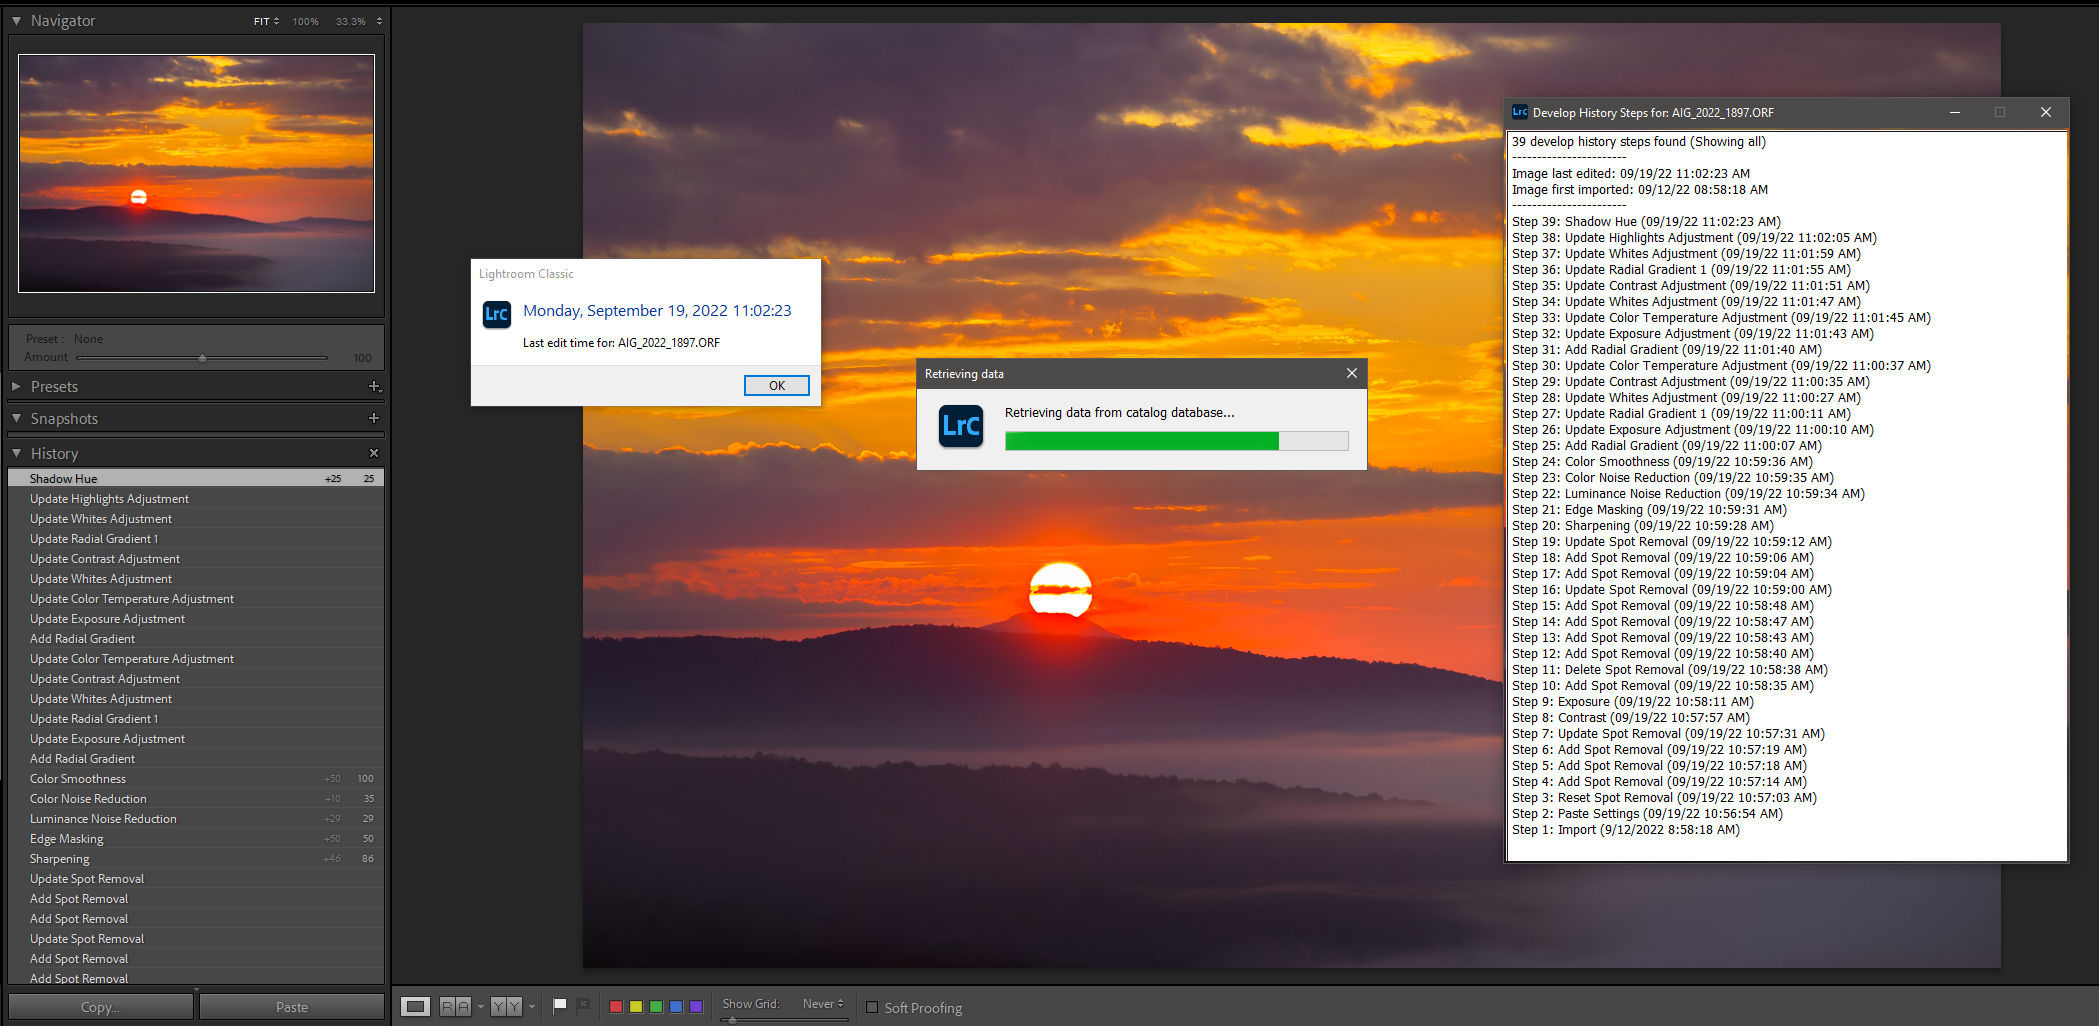 Navigator
FIT
100%
33.3%
Preset : None
Amount 100
Presets
Snapshots
History
Shadow Hue +25 25
Update Highlights Adjustment
Update Whites Adjustment
Update Radial Gradient 1
Update Contrast Adjustment
Update Whites Adjustment
Update Color Temperature Adjustment
Update Exposure Adjustment
Add Radial Gradient
Update Color Temperature Adjustment
Update Contrast Adjustment
Update Whites Adjustment
Update Radial Gradient 1
Update Exposure Adjustment
Add Radial Gradient
Color Smoothness +50 100
Color Noise Reduction +10 35
Luminance Noise Reduction +29 29
Edge Masking +50 50
Sharpening +46 86
Update Spot Removal
Add Spot Removal
Add Spot Removal
Update Spot Removal
Add Spot Removal
Add Spot Removal
Copy...
Paste
Lightroom Classic
LrC
Monday, September 19, 2022 11:02:23
Last edit time for: AIG_2022_1897.ORF
OK
Retrieving data
LrC
Retrieving data from catalog database...
LrC Develop History Steps for: AIG_2022_1897.ORF
39 develop history steps found (Showing all)
-----------------------
Image last edited: 09/19/22 11:02:23 AM
Image first imported: 09/12/22 08:58:18 AM
-----------------------
Step 39: Shadow Hue (09/19/22 11:02:23 AM)
Step 38: Update Highlights Adjustment (09/19/22 11:02:05 AM)
Step 37: Update Whites Adjustment (09/19/22 11:01:59 AM)
Step 36: Update Radial Gradient 1 (09/19/22 11:01:55 AM)
Step 35: Update Contrast Adjustment (09/19/22 11:01:51 AM)
Step 34: Update Whites Adjustment (09/19/22 11:01:47 AM)
Step 33: Update Color Temperature Adjustment (09/19/22 11:01:45 AM)
Step 32: Update Exposure Adjustment (09/19/22 11:01:43 AM)
Step 31: Add Radial Gradient (09/19/22 11:01:40 AM)
Step 30: Update Color Temperature Adjustment (09/19/22 11:00:37 AM)
Step 29: Update Contrast Adjustment (09/19/22 11:00:35 AM)
Step 28: Update Whites Adjustment (09/19/22 11:00:27 AM)
Step 27: Update Radial Gradient 1 (09/19/22 11:00:11 AM)
Step 26: Update Exposure Adjustment (09/19/22 11:00:10 AM)
Step 25: Add Radial Gradient (09/19/22 11:00:07 AM)
Step 24: Color Smoothness (09/19/22 10:59:36 AM)
Step 23: Color Noise Reduction (09/19/22 10:59:35 AM)
Step 22: Luminance Noise Reduction (09/19/22 10:59:34 AM)
Step 21: Edge Masking (09/19/22 10:59:31 AM)
Step 20: Sharpening (09/19/22 10:59:28 AM)
Step 19: Update Spot Removal (09/19/22 10:59:12 AM)
Step 18: Add Spot Removal (09/19/22 10:59:06 AM)
Step 17: Add Spot Removal (09/19/22 10:59:04 AM)
Step 16: Update Spot Removal (09/19/22 10:59:00 AM)
Step 15: Add Spot Removal (09/19/22 10:58:48 AM)
Step 14: Add Spot Removal (09/19/22 10:58:47 AM)
Step 13: Add Spot Removal (09/19/22 10:58:43 AM)
Step 12: Add Spot Removal (09/19/22 10:58:40 AM)
Step 11: Delete Spot Removal (09/19/22 10:58:38 AM)
Step 10: Add Spot Removal (09/19/22 10:58:35 AM)
Step 9: Exposure (09/19/22 10:58:11 AM)
Step 8: Contrast (09/19/22 10:57:57 AM)
Step 7: Update Spot Removal (09/19/22 10:57:31 AM)
Step 6: Add Spot Removal (09/19/22 10:57:19 AM)
Step 5: Add Spot Removal (09/19/22 10:57:18 AM)
Step 4: Add Spot Removal (09/19/22 10:57:14 AM)
Step 3: Reset Spot Removal (09/19/22 10:57:03 AM)
Step 2: Paste Settings (09/19/22 10:56:54 AM)
Step 1: Import (9/12/2022 8:58:18 AM)
R A
Y Y
Show Grid:
Never
Soft Proofing